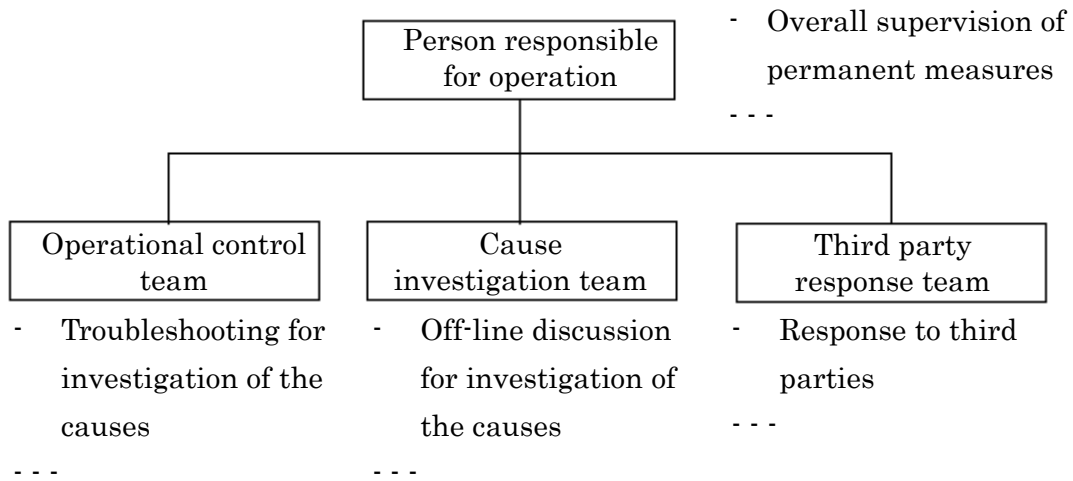 Person responsible
for operation
- Overall supervision of
permanent measures
- - -
Operational control
team
- Troubleshooting for
investigation of the
causes
- - -
Cause
investigation team
- Off-line discussion
for investigation of
the causes
- - -
Third party
response team
- Response to third
parties
- - -